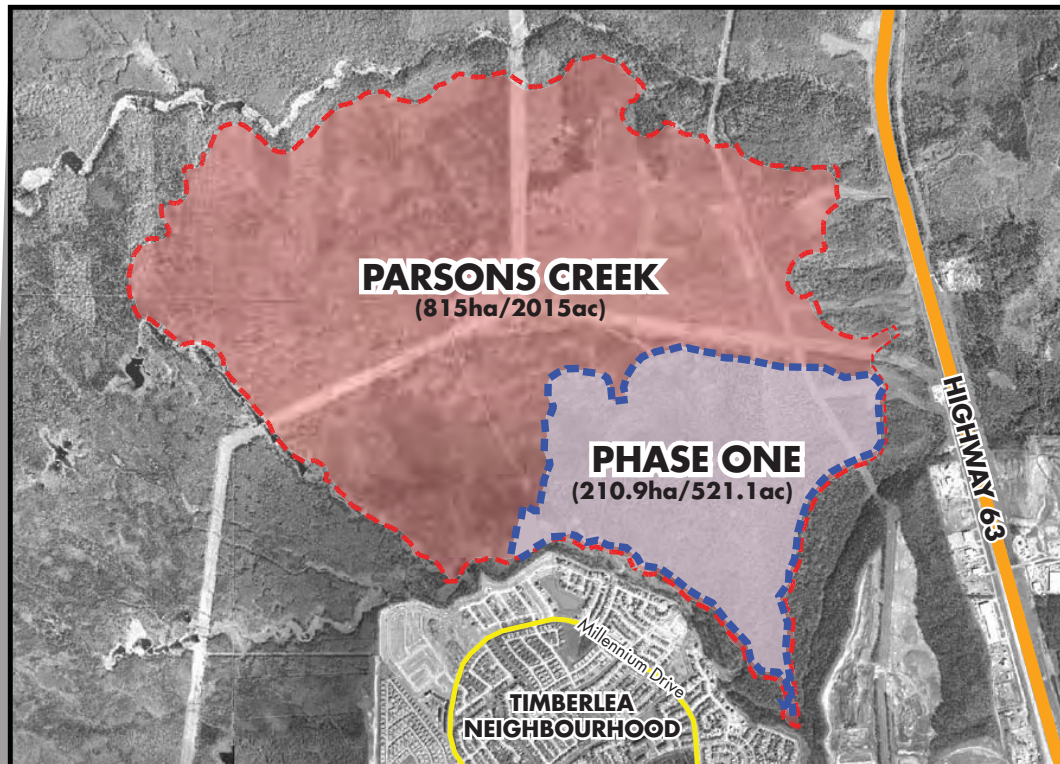 PARSONS CREEK
(815ha/2015ac)
PHASE ONE
(210.9ha/521.1ac)
HIGHWAY 63
Millennium Drive
TIMBERLEA
NEIGHBOURHOOD